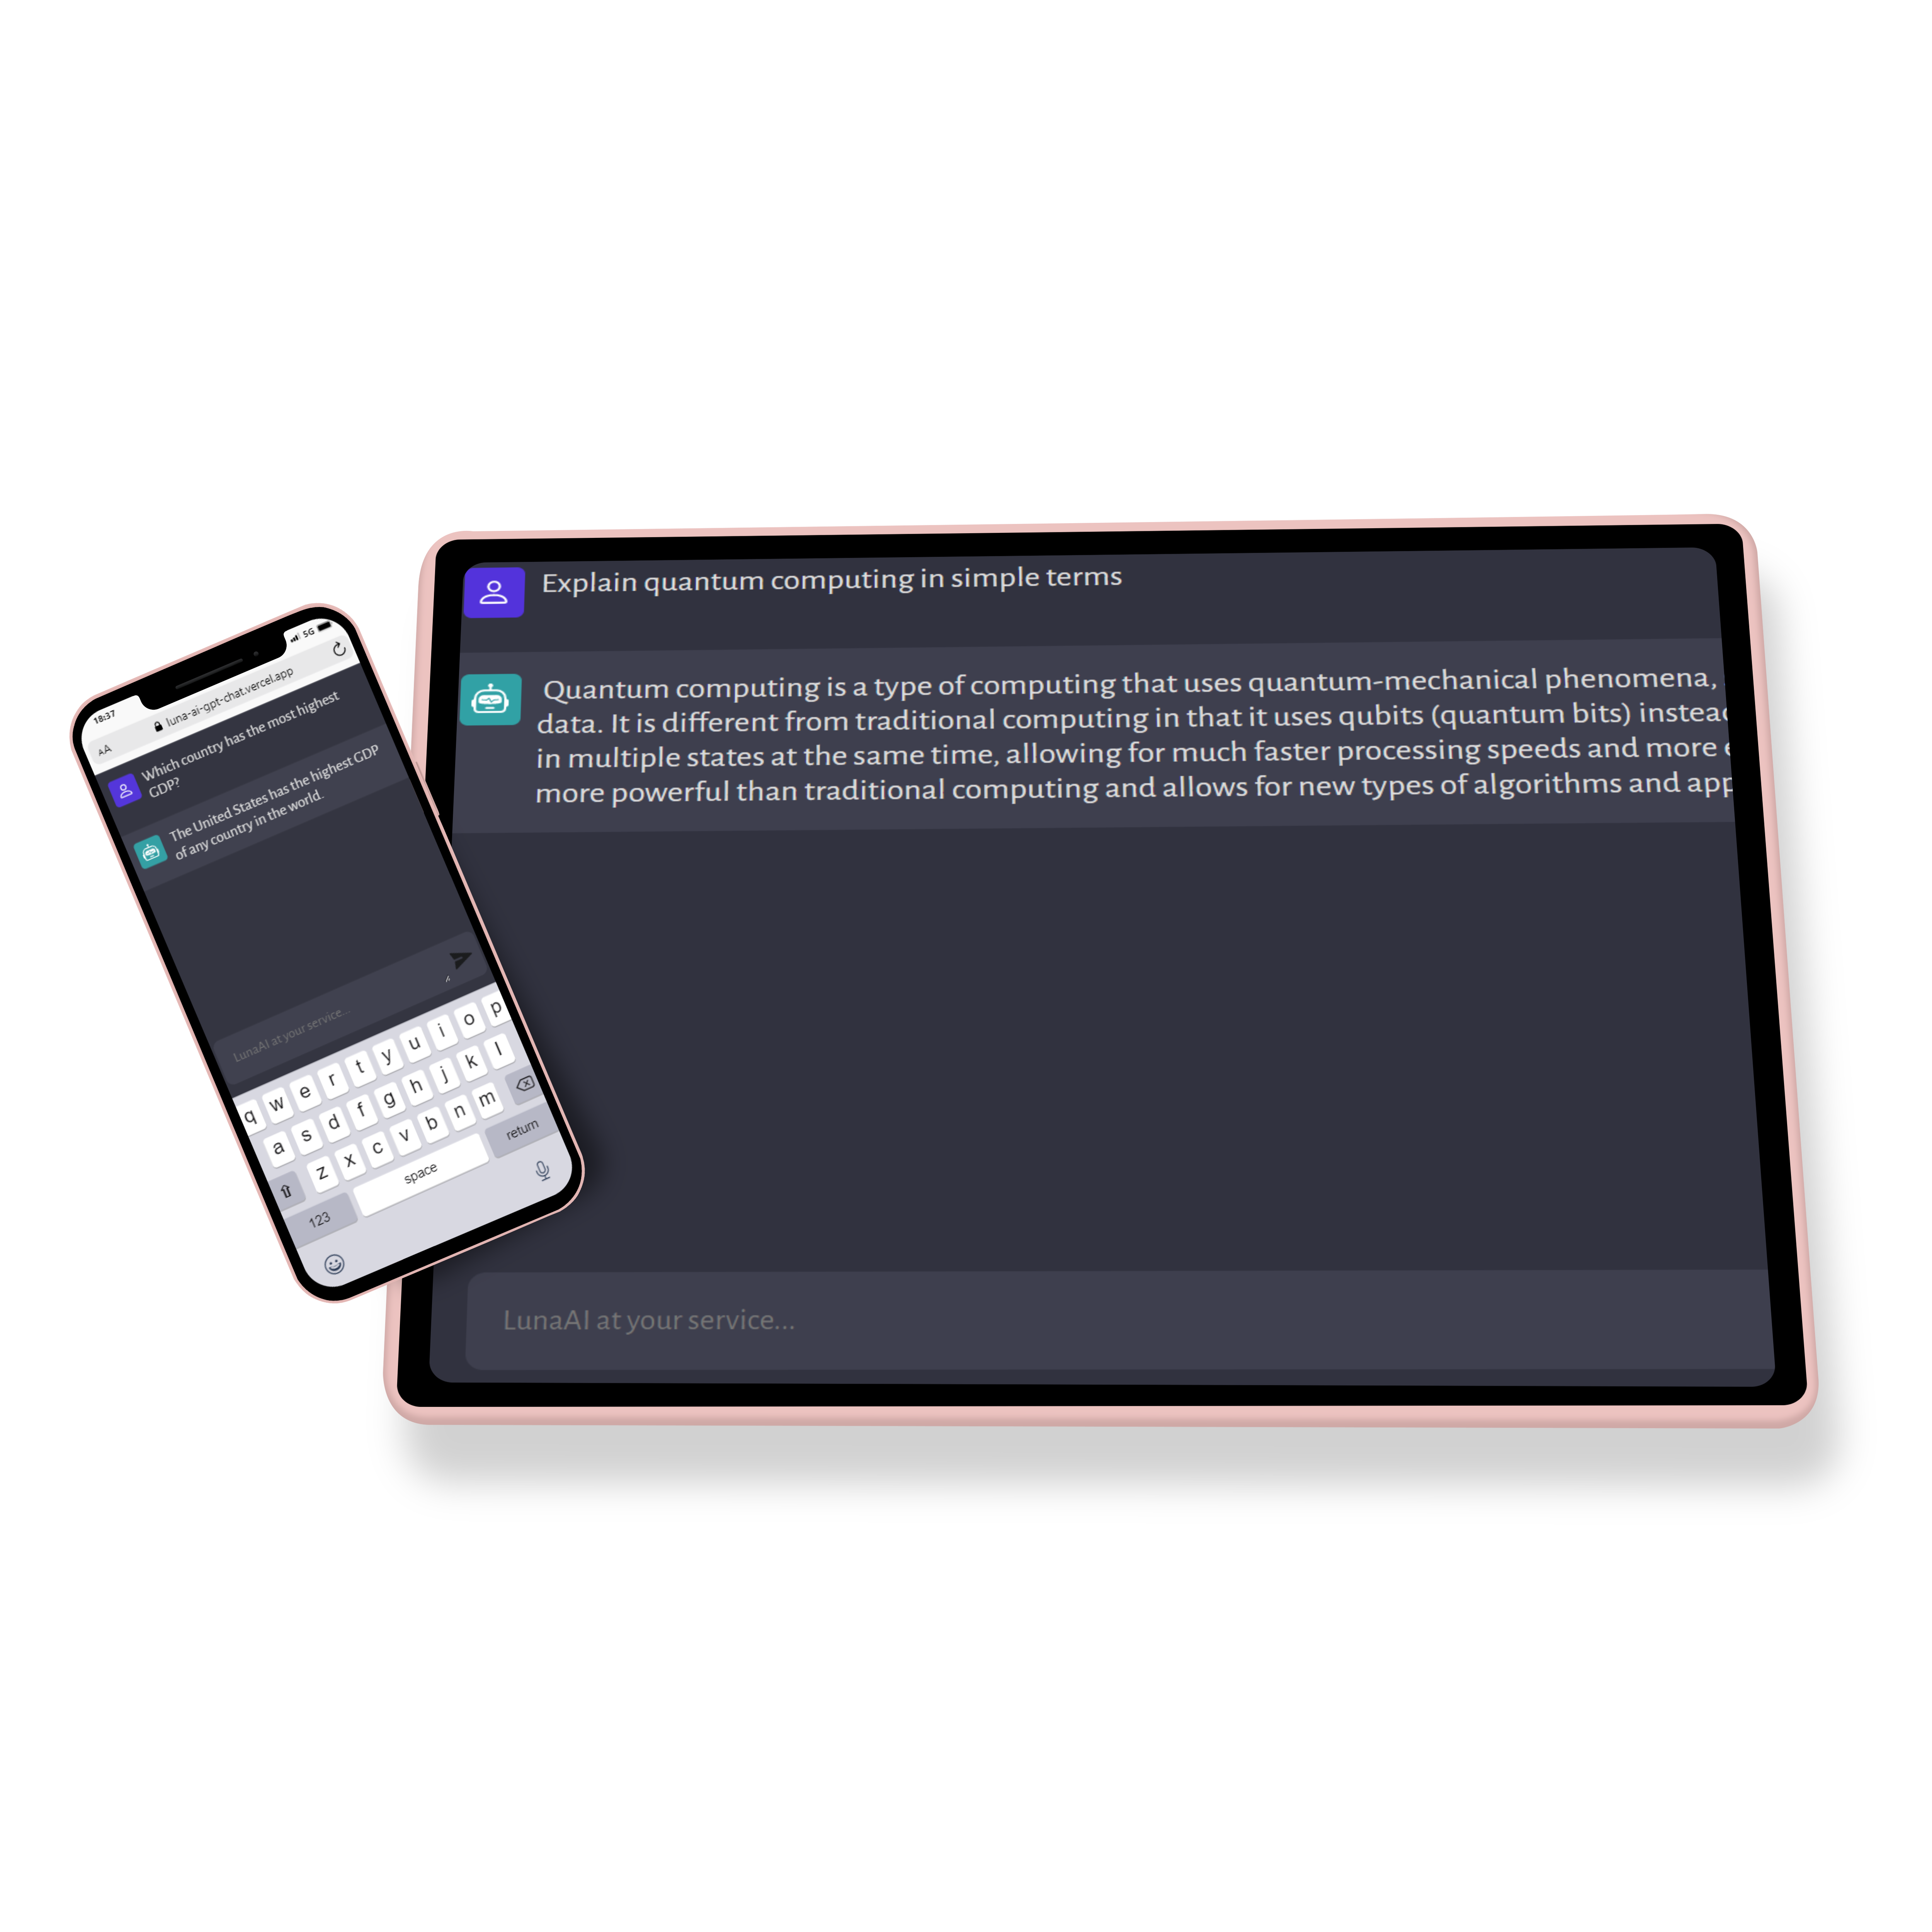 18:37
5G
AA
luna-ai-gpt-chat.vercel.app
Which country has the most highest
GDP?
The United States has the highest GDP
of any country in the world.
LunaAI at your service...
q w e r t y u i o p
a s d f g h j k l
z x c v b n m
123
space
return
Explain quantum computing in simple terms
Quantum computing is a type of computing that uses quantum-mechanical phenomena,
data. It is different from traditional computing in that it uses qubits (quantum bits) instead
in multiple states at the same time, allowing for much faster processing speeds and more
more powerful than traditional computing and allows for new types of algorithms and app
LunaAI at your service...